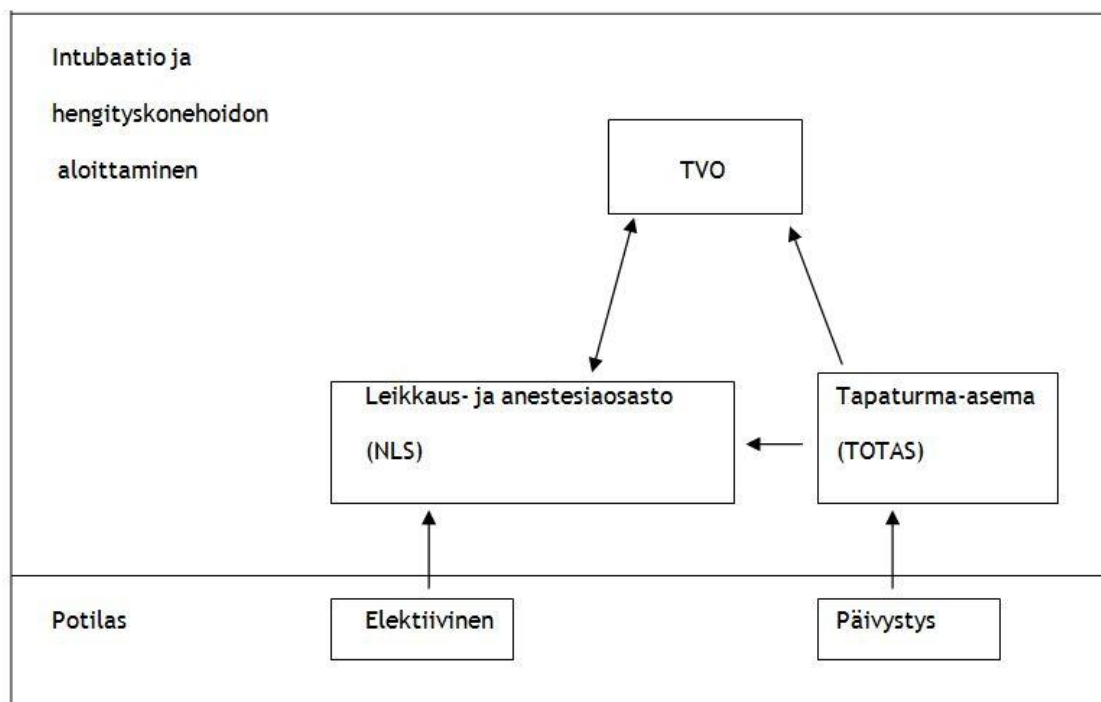 Intubaatio ja
hengityskonehoidon
aloittaminen
TVO
Leikkaus- ja anestesiaosasto
(NLS)
Tapaturma-asema
(TOTAS)
Potilas
Elektiivinen
Päivystys